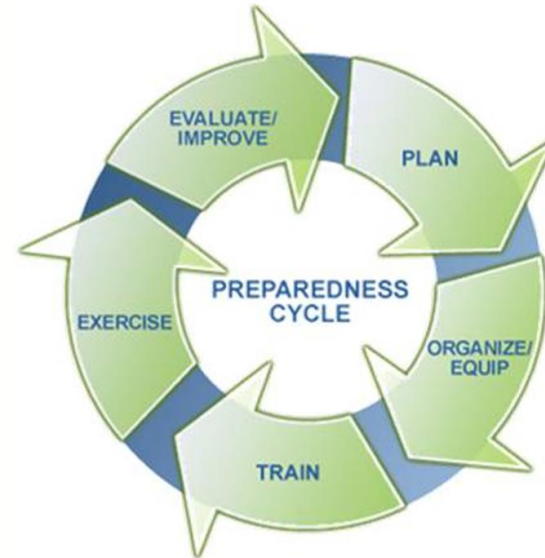 EVALUATE/
IMPROVE
PLAN
PREPAREDNESS
CYCLE
ORGANIZE/
EQUIP
TRAIN
EXERCISE